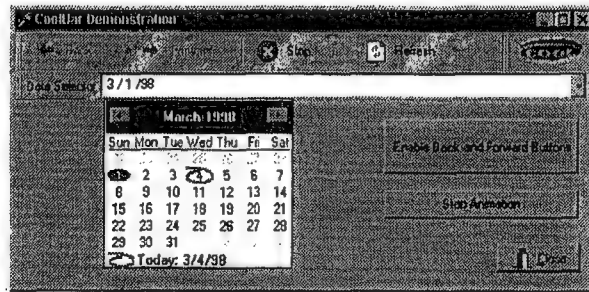 CoolBar Demonstration
Stop Refresh
Date Selector 3/1/98
March 1998
Sun Mon Tue Wed Thu Fri Sat
1 2 3 4 5 6 7
8 9 10 11 12 13 14
15 16 17 18 19 20 21
22 23 24 25 26 27 28
29 30 31
Today: 3/4/98
Enable Back and Forward Buttons
Stop Animation
Close